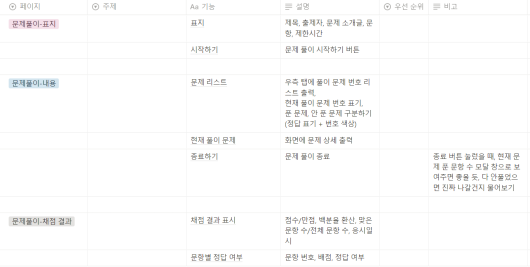 페이지 주제 Aa 기능 설명 우선 순위 비고
문제풀이-표지 표지 제목, 출제자, 문제 소개글, 문
항, 제한시간
시작하기 문제 풀이 시작하기 버튼
문제풀이-내용 문제 리스트 우측 탭에 풀이 문제 번호 리
스트 출력,
현재 풀이 문제 번호 표기,
푼 문제, 안 푼 문제 구분하기
(정답 표기 + 번호 색상)
현재 풀이 문제 화면에 문제 상세 출력
종료하기 문제 풀이 종료 종료 버튼 눌렀을 때, 현재 문
제 푼 문항 수 모달 창으로 보
여주면 좋을 듯, 다 안풀었으
면 진짜 나갈건지 물어보기
문제풀이-채점 결과 채점 결과 표시 점수/만점, 백분율 환산, 맞은
문항 수/전체 문항 수, 응시일
시
문항별 정답 여부 문항 번호, 배점, 정답 여부